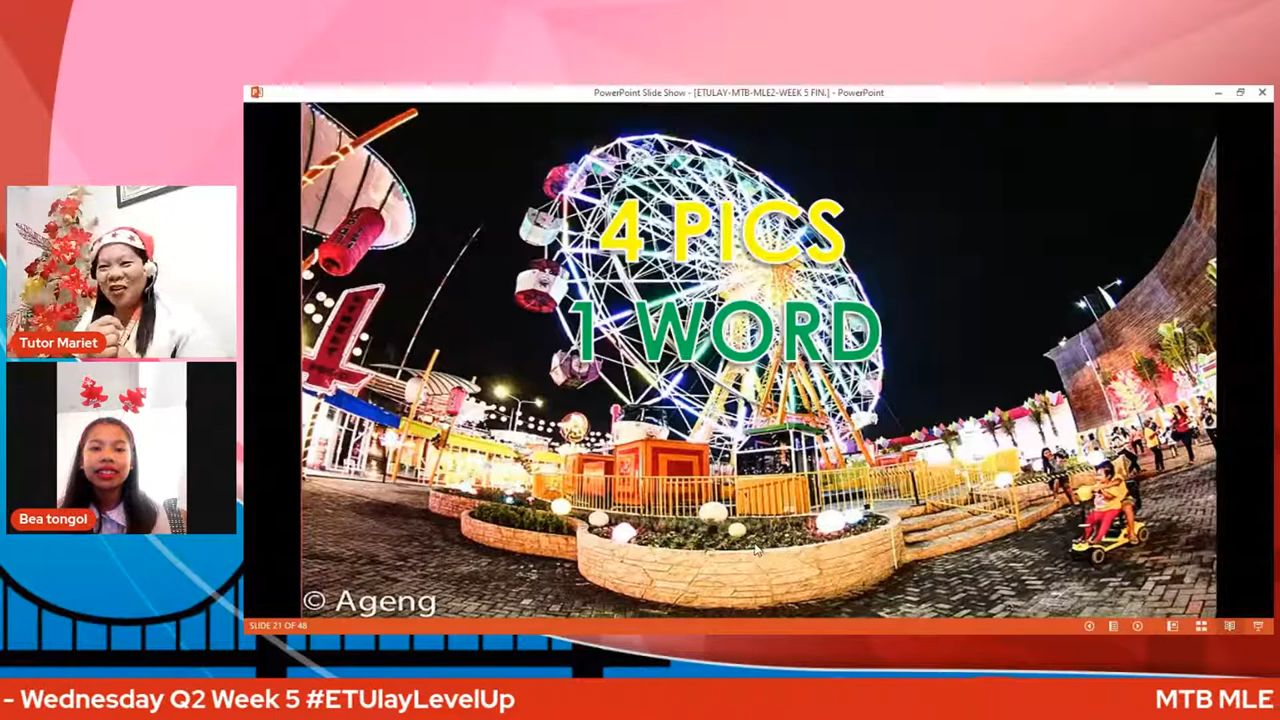 PowerPoint Slide Show - [ETULAY-MTB-MLE2-WEEK 5 FIN.] - PowerPoint
4 PICS
1 WORD
Tutor Mariet
Bea tongol
© Ageng
SLIDE 21 OF 48
- Wednesday Q2 Week 5 #ETUlayLevelUp
MTB MLE